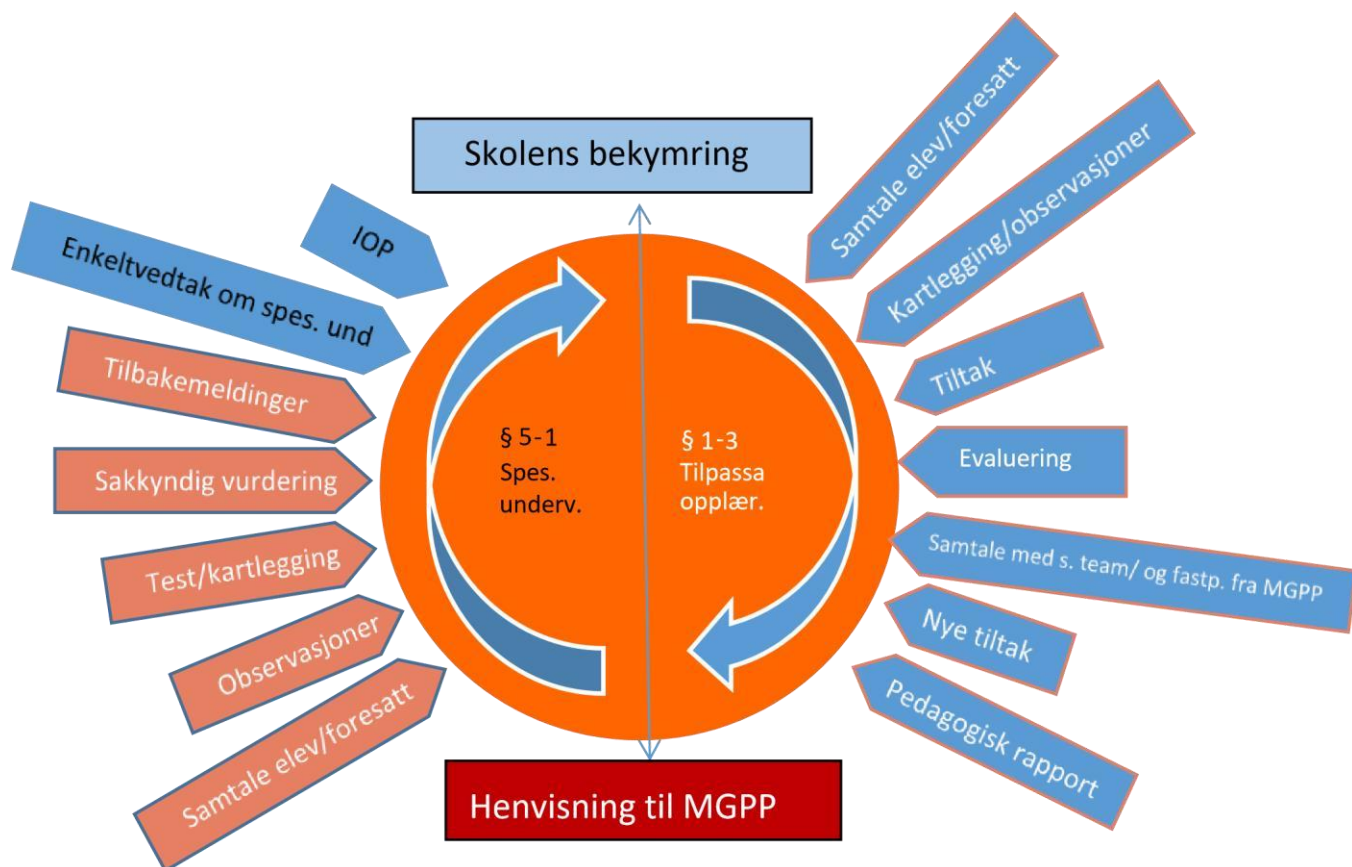 Skolens bekymring
Samtale elev/foresatt
Kartlegging/observasjoner
Tiltak
Evaluering
Samtale med s. team/ og fastp. fra MGPP
Nye tiltak
Pedagogisk rapport
§ 1-3
Tilpassa
opplær.
Henvisning til MGPP
Samtale elev/foresatt
Observasjoner
Test/kartlegging
Sakkyndig vurdering
Tilbakemeldinger
Enkeltvedtak om spes. und
IOP
§ 5-1
Spes.
underv.